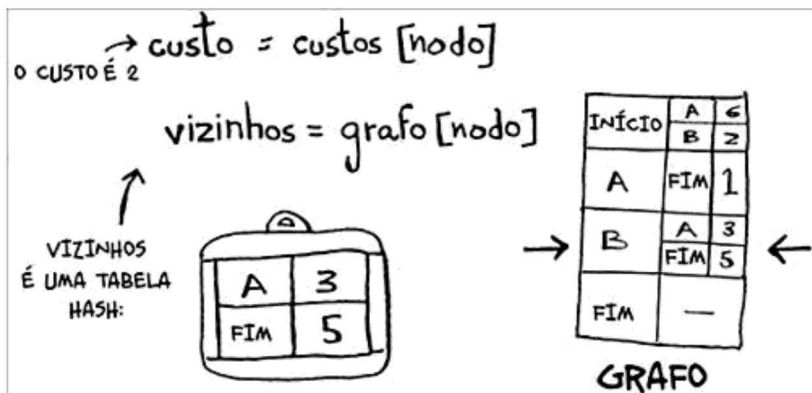 custo = custos [nodo]
O CUSTO É 2
vizinhos = grafo [nodo]
VIZINHOS
É UMA TABELA
HASH:
A 3
FIM 5
INÍCIO A 6
B 2
A FIM 1
B A 3
FIM 5
FIM —
GRAFO